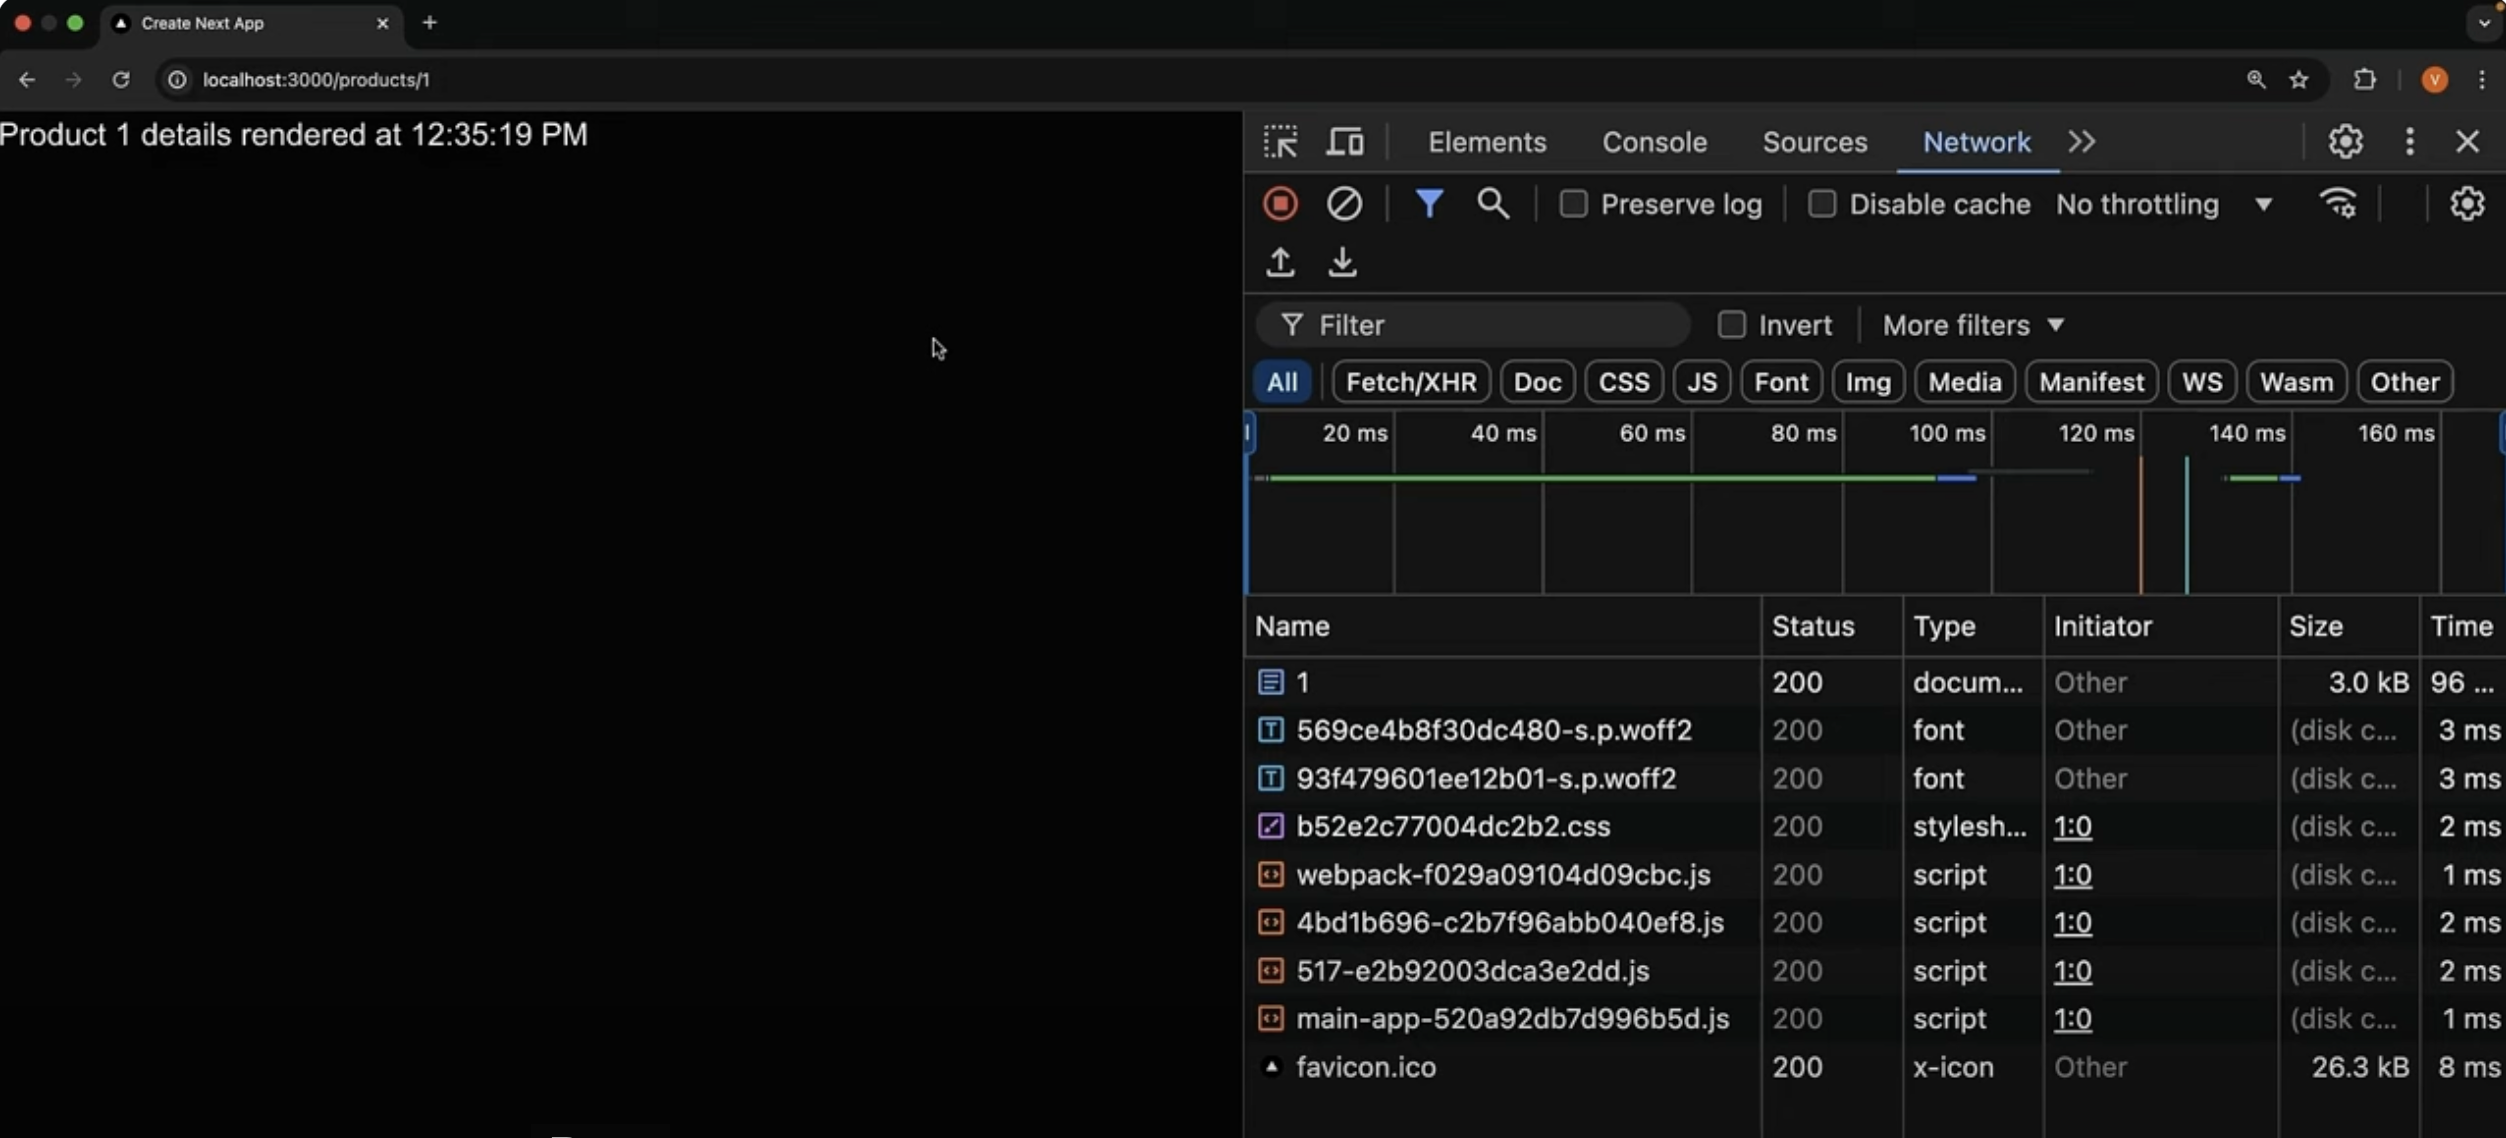 Create Next App
localhost:3000/products/1
V
Product 1 details rendered at 12:35:19 PM
Elements Console Sources Network
Preserve log Disable cache No throttling
Filter Invert More filters
All Fetch/XHR Doc CSS JS Font Img Media Manifest WS Wasm Other
20 ms 40 ms 60 ms 80 ms 100 ms 120 ms 140 ms 160 ms
Name Status Type Initiator Size Time
1 200 docum... Other 3.0 kB 96 ...
569ce4b8f30dc480-s.p.woff2 200 font Other (disk c... 3 ms
93f479601ee12b01-s.p.woff2 200 font Other (disk c... 3 ms
b52e2c77004dc2b2.css 200 stylesh... 1:0 (disk c... 2 ms
webpack-f029a09104d09cbc.js 200 script 1:0 (disk c... 1 ms
4bd1b696-c2b7f96abb040ef8.js 200 script 1:0 (disk c... 2 ms
517-e2b92003dca3e2dd.js 200 script 1:0 (disk c... 2 ms
main-app-520a92db7d996b5d.js 200 script 1:0 (disk c... 1 ms
favicon.ico 200 x-icon Other 26.3 kB 8 ms